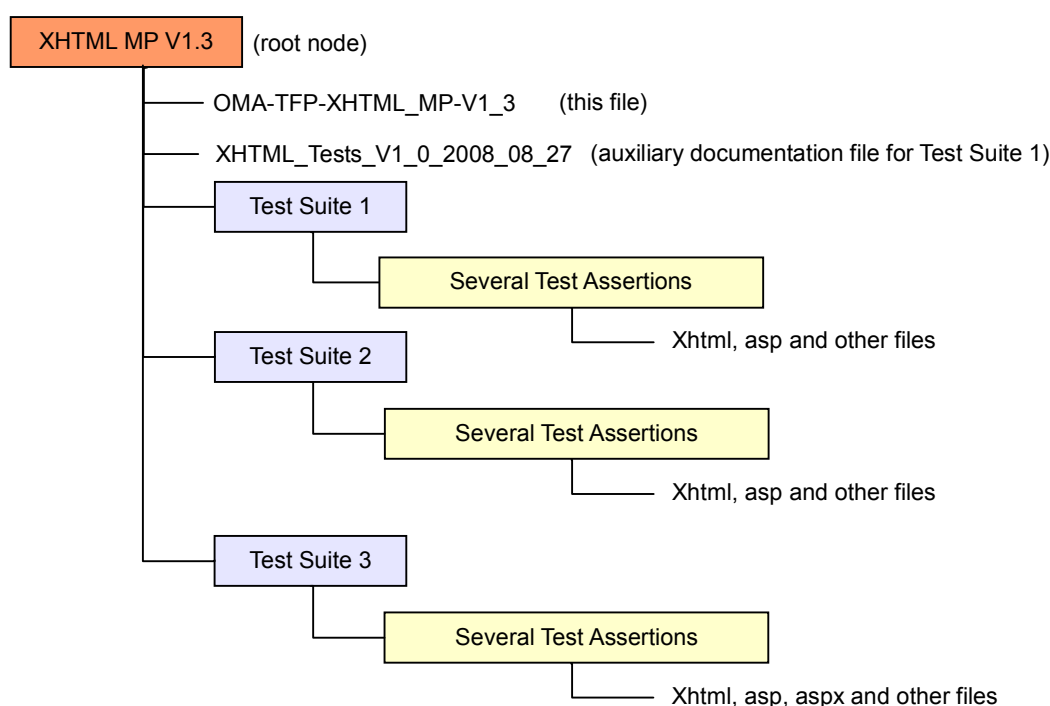 XHTML MP V1.3 (root node)
OMA-TFP-XHTML_MP-V1_3 (this file)
XHTML_Tests_V1_0_2008_08_27 (auxiliary documentation file for Test Suite 1)
Test Suite 1
Several Test Assertions
Xhtml, asp and other files
Test Suite 2
Several Test Assertions
Xhtml, asp and other files
Test Suite 3
Several Test Assertions
Xhtml, asp, aspx and other files